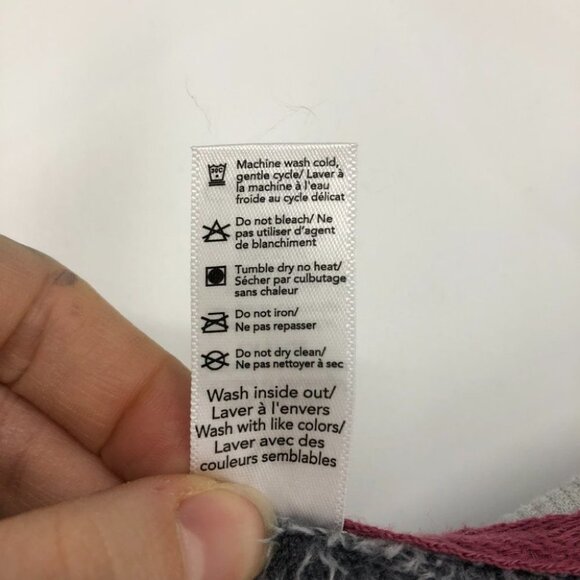 30C
Machine wash cold,
gentle cycle/ Laver à
la machine à l'eau
froide au cycle délicat
Do not bleach/ Ne
pas utiliser d'agent
de blanchiment
Tumble dry no heat/
Sécher par culbutage
sans chaleur
Do not iron/
Ne pas repasser
Do not dry clean/
Ne pas nettoyer à sec
Wash inside out/
Laver à l'envers
Wash with like colors/
Laver avec des
couleurs semblables